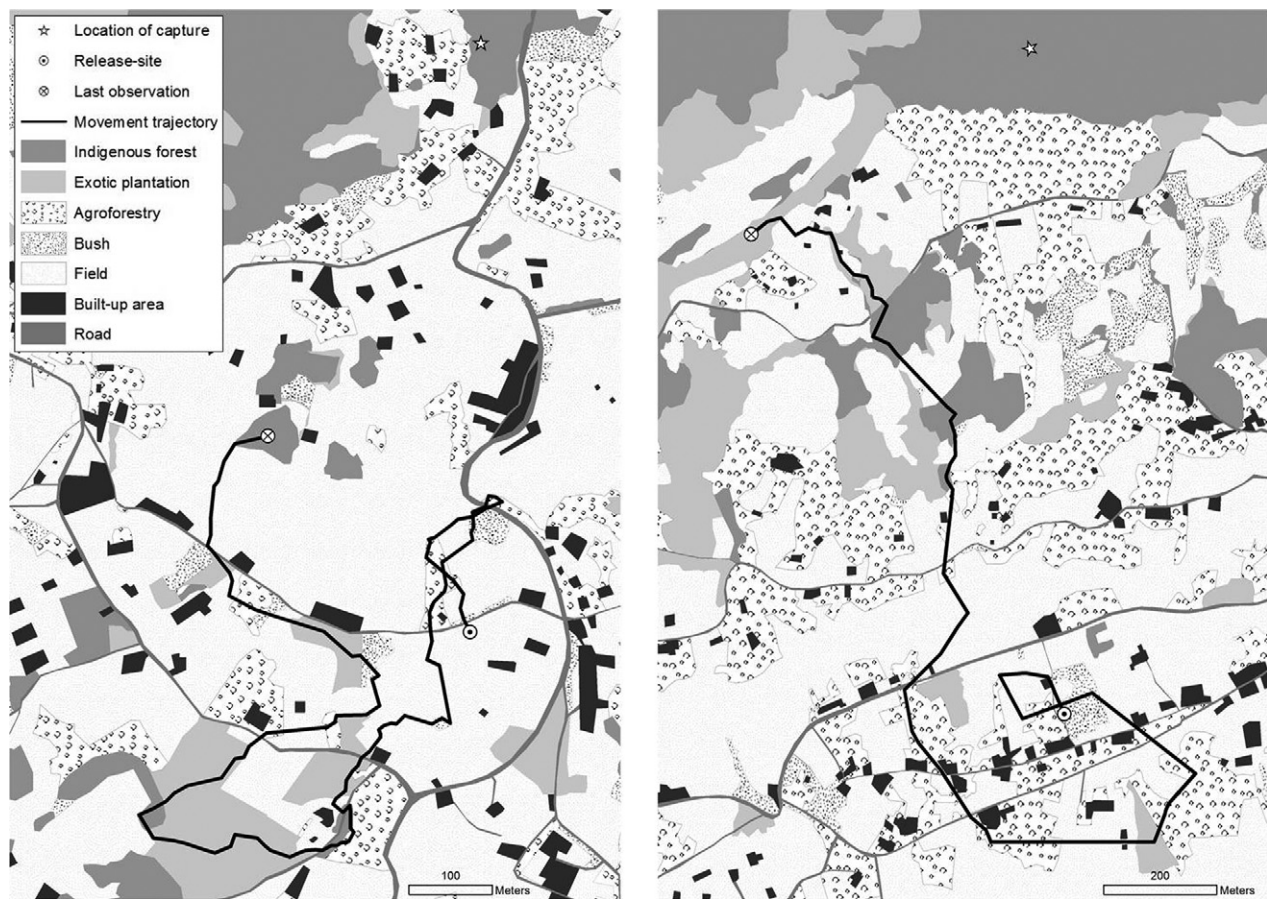 Location of capture
Release-site
Last observation
Movement trajectory
Indigenous forest
Exotic plantation
Agroforestry
Bush
Field
Built-up area
Road
100
Meters
200
Meters